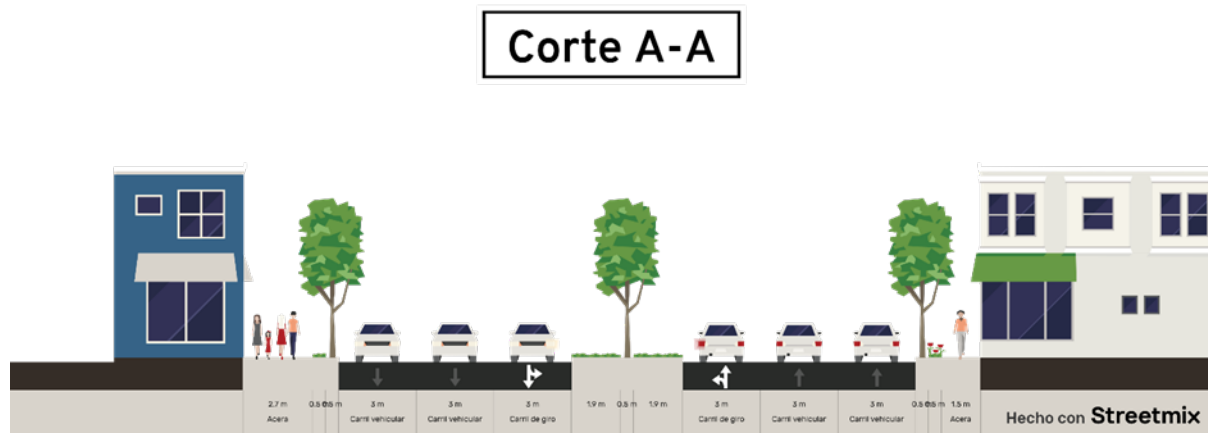 Corte A-A
2.7 m
Acera
0.5 m
3 m
Carril vehicular
3 m
Carril vehicular
3 m
Carril de giro
1.9 m
0.5 m
1.9 m
3 m
Carril de giro
3 m
Carril vehicular
3 m
Carril vehicular
1.5 m
Acera
Hecho con Streetmix